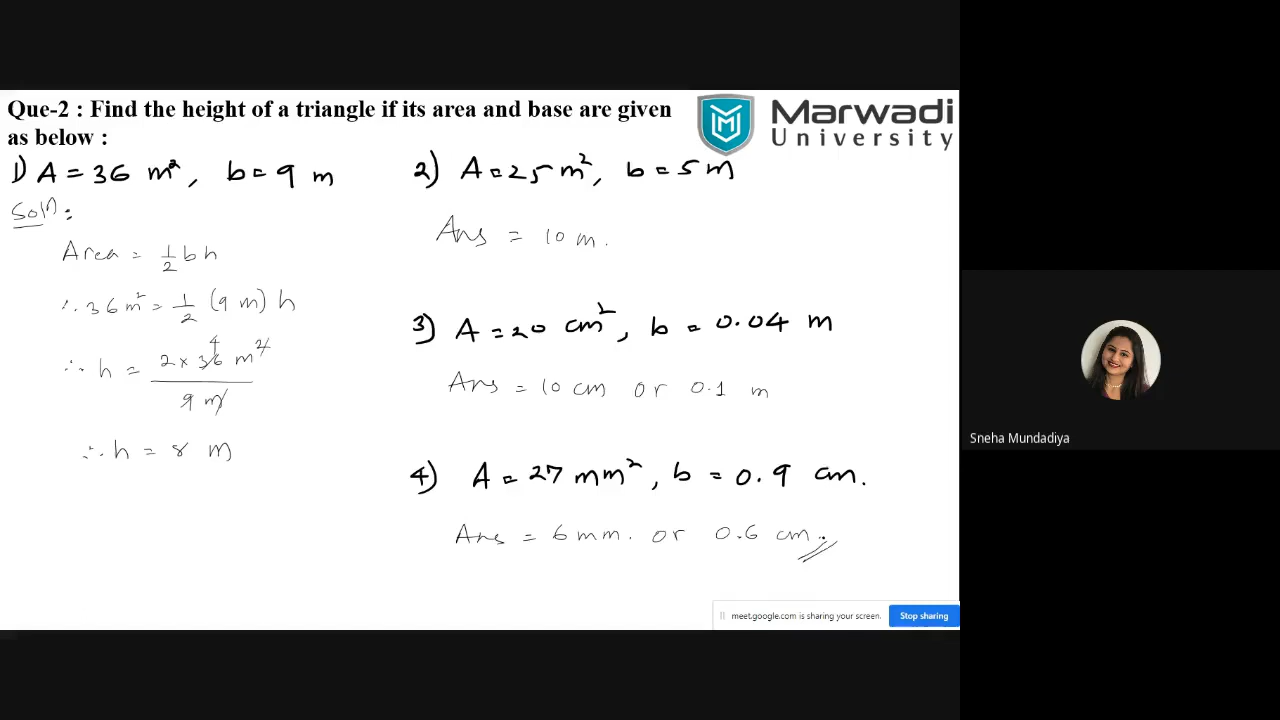 Que-2 : Find the height of a triangle if its area and base are given
as below :
Marwadi
University
1) A = 36 m², b = 9 m
Soln :
Area = 1/2 b h
∴ 36 m² = 1/2 (9 m) h
∴ h = 2 × 36 m² / 9 m
4
∴ h = 8 m
2) A = 25 m², b = 5 m
Ans = 10 m.
3) A = 20 cm², b = 0.04 m
Ans = 10 cm or 0.1 m
4) A = 27 mm², b = 0.9 cm.
Ans = 6 mm. or 0.6 cm.
meet.google.com is sharing your screen.
Stop sharing
Sneha Mundadiya